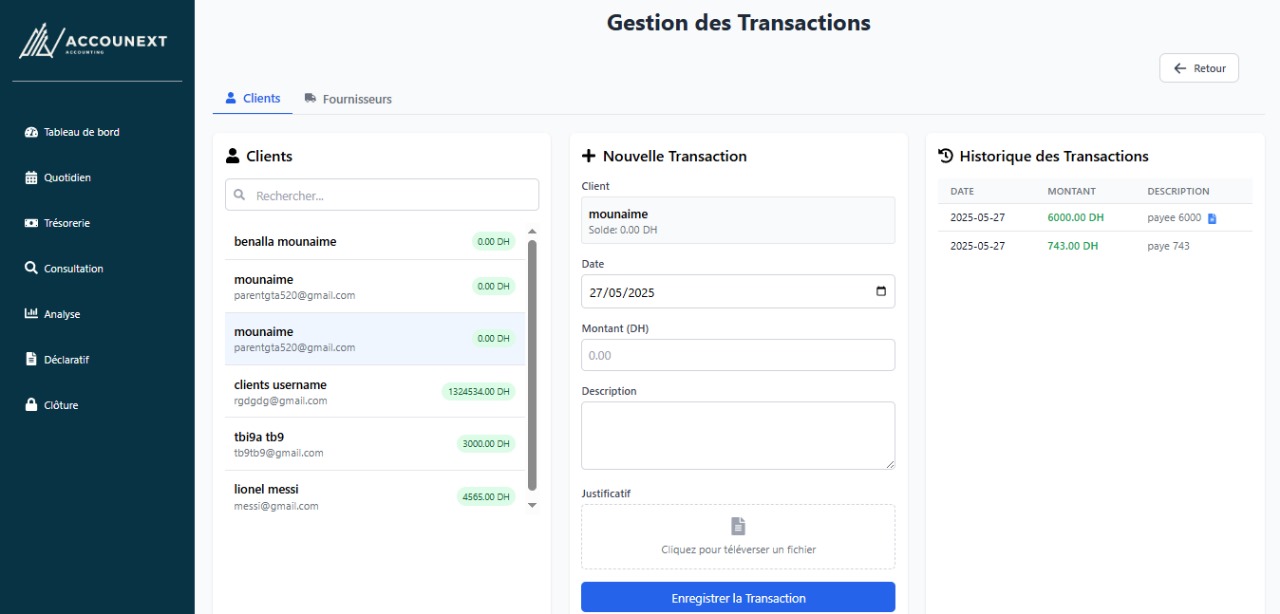 ACCOUNEXT
ACCOUNTING
Tableau de bord
Quotidien
Trésorerie
Consultation
Analyse
Déclaratif
Clôture
Gestion des Transactions
Retour
Clients
Fournisseurs
Clients
Rechercher...
benalla mounaime
0.00 DH
mounaime
parentgta520@gmail.com
0.00 DH
mounaime
parentgta520@gmail.com
0.00 DH
clients username
rgdgdg@gmail.com
1324534.00 DH
tbi9a tb9
tb9tb9@gmail.com
3000.00 DH
lionel messi
messi@gmail.com
4565.00 DH
Nouvelle Transaction
Client
mounaime
Solde: 0.00 DH
Date
27/05/2025
Montant (DH)
0.00
Description
Justificatif
Cliquez pour téléverser un fichier
Enregistrer la Transaction
Historique des Transactions
DATE MONTANT DESCRIPTION
2025-05-27 6000.00 DH payee 6000
2025-05-27 743.00 DH paye 743